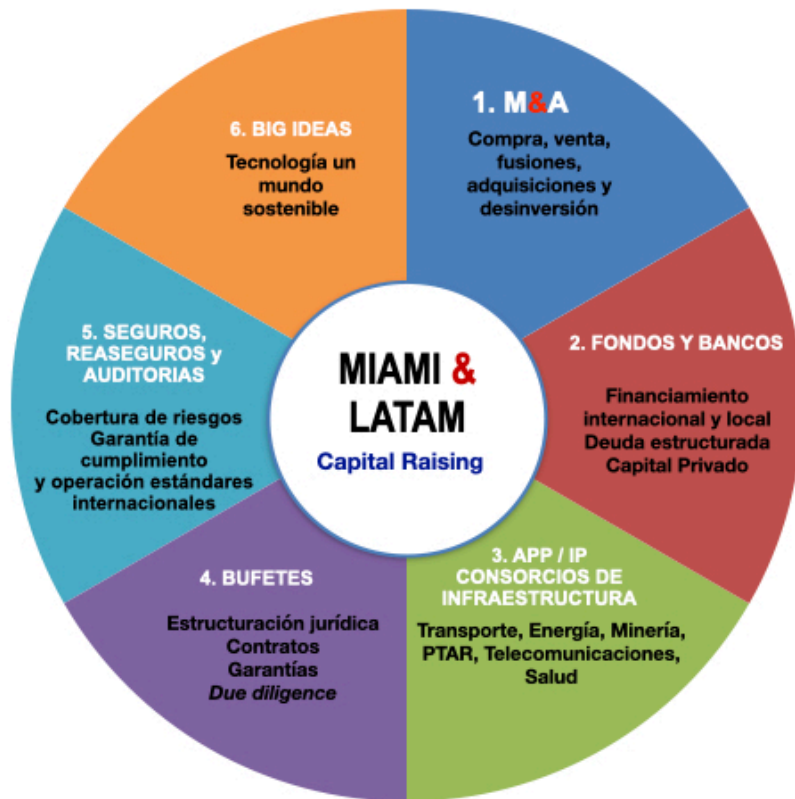 1. M&A
Compra, venta,
fusiones,
adquisiciones y
desinversión
2. FONDOS Y BANCOS
Financiamiento
internacional y local
Deuda estructurada
Capital Privado
3. APP / IP
CONSORCIOS DE
INFRAESTRUCTURA
Transporte, Energía, Minería,
PTAR, Telecomunicaciones,
Salud
4. BUFETES
Estructuración jurídica
Contratos
Garantías
Due diligence
5. SEGUROS,
REASEGUROS y
AUDITORIAS
Cobertura de riesgos
Garantía de
cumplimiento
y operación estándares
internacionales
6. BIG IDEAS
Tecnología un
mundo
sostenible
MIAMI &
LATAM
Capital Raising